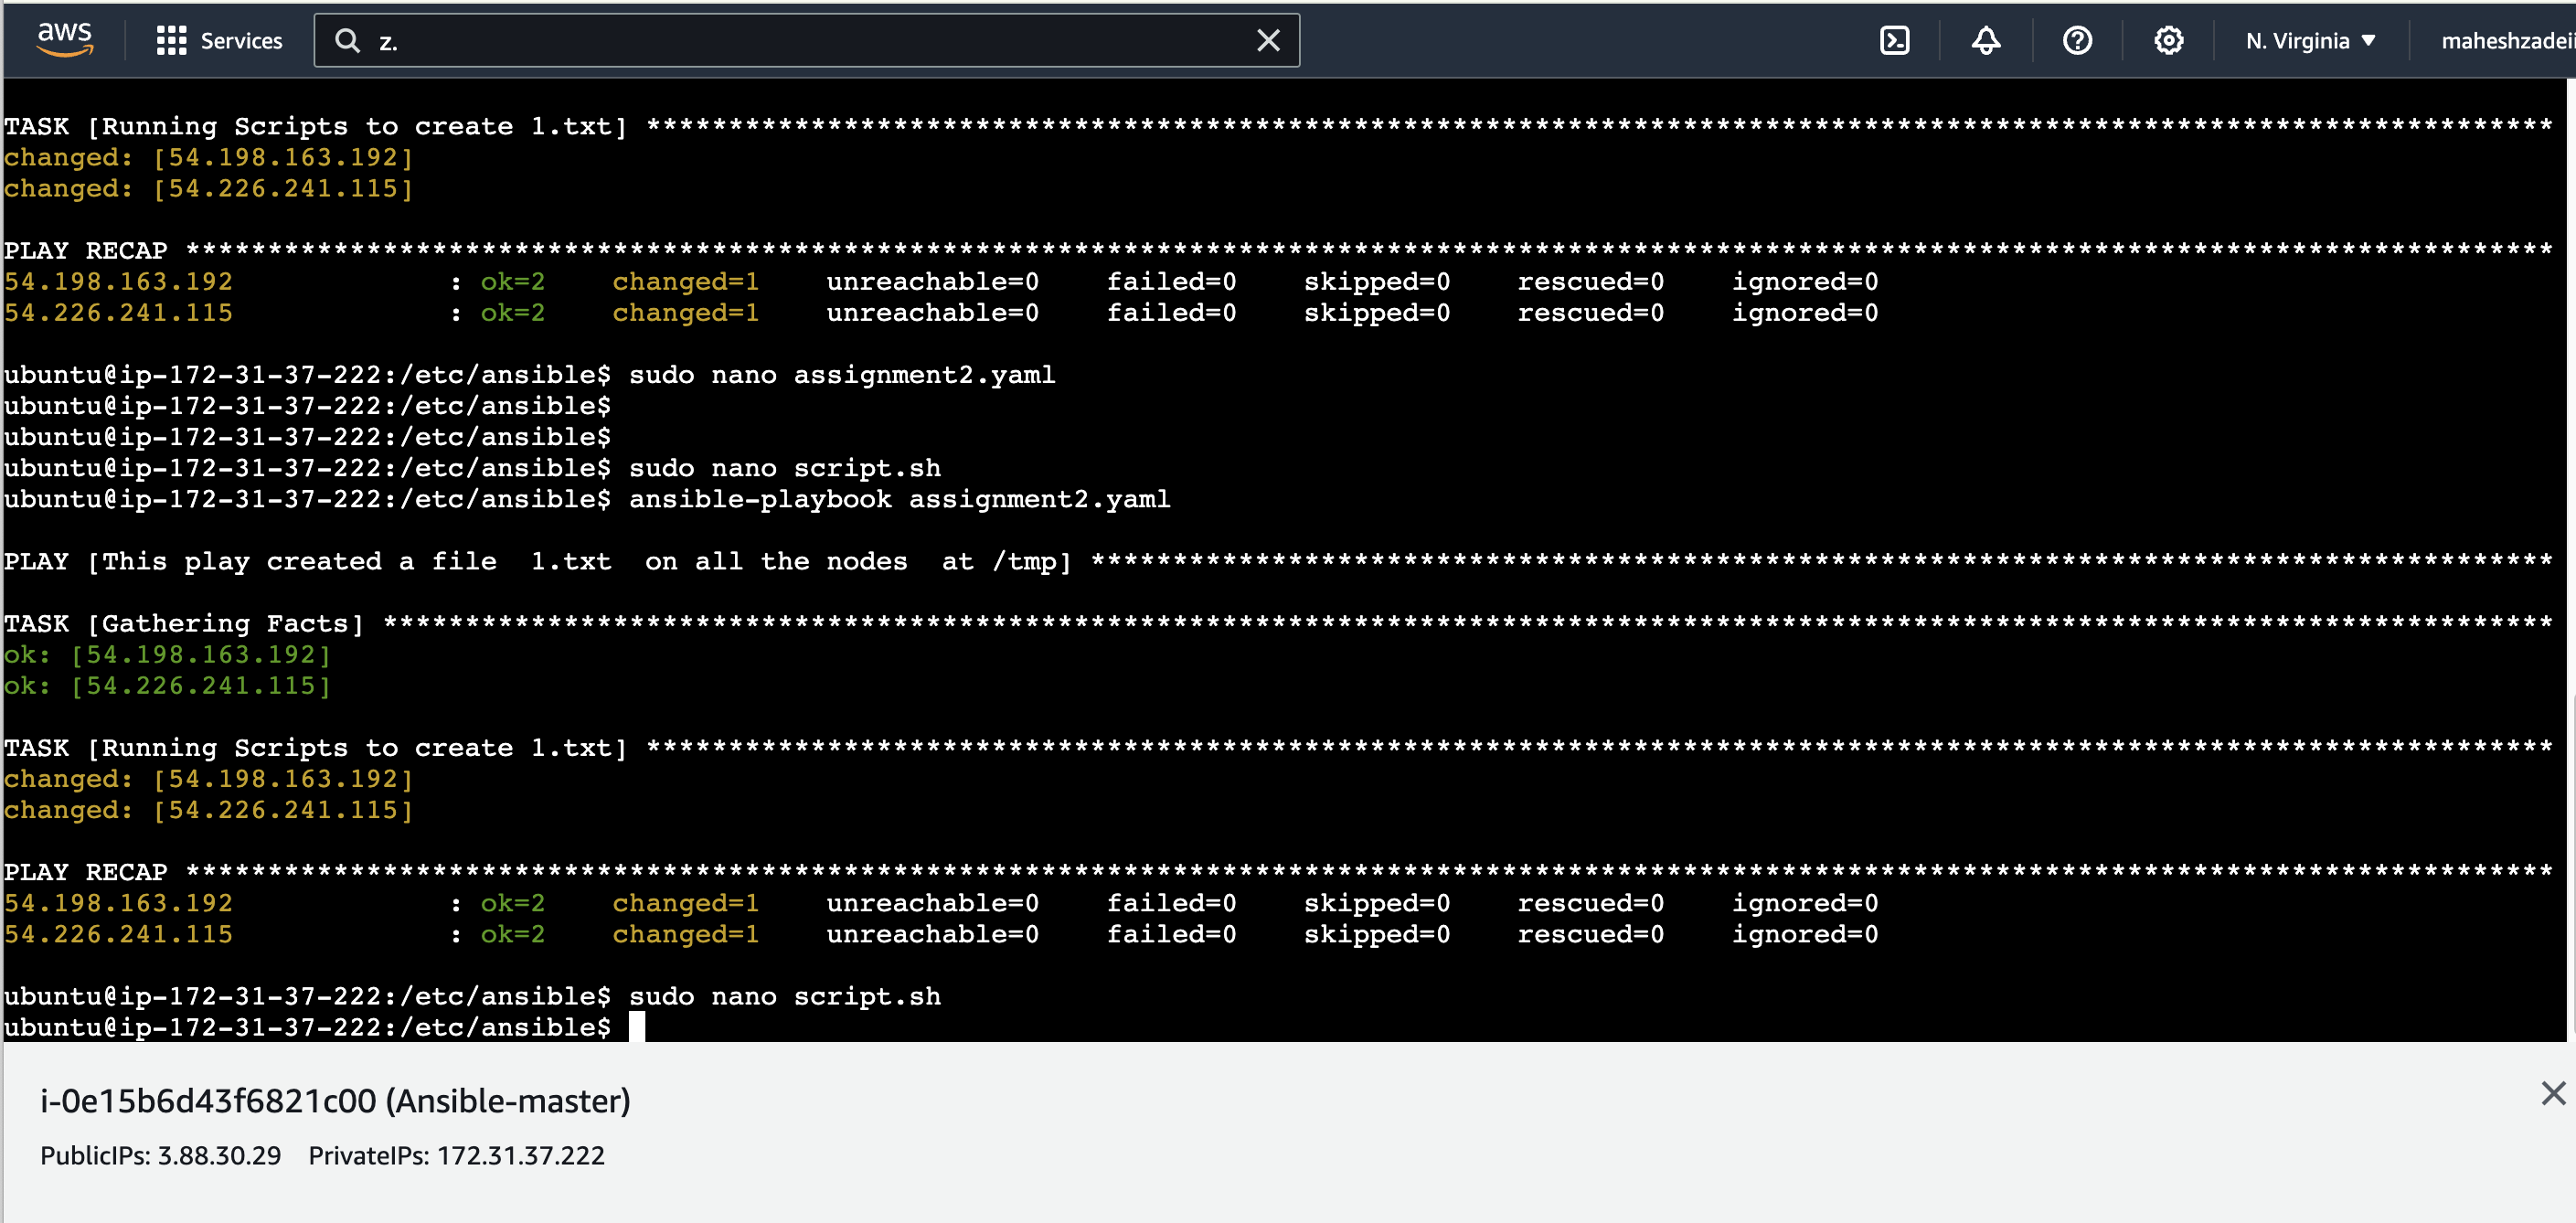 aws Services z. N. Virginia maheshzadeii
TASK [Running Scripts to create 1.txt] ********************************************************************************************************************
changed: [54.198.163.192]
changed: [54.226.241.115]
PLAY RECAP ************************************************************************************************************************************************
54.198.163.192 : ok=2 changed=1 unreachable=0 failed=0 skipped=0 rescued=0 ignored=0
54.226.241.115 : ok=2 changed=1 unreachable=0 failed=0 skipped=0 rescued=0 ignored=0
ubuntu@ip-172-31-37-222:/etc/ansible$ sudo nano assignment2.yaml
ubuntu@ip-172-31-37-222:/etc/ansible$
ubuntu@ip-172-31-37-222:/etc/ansible$
ubuntu@ip-172-31-37-222:/etc/ansible$ sudo nano script.sh
ubuntu@ip-172-31-37-222:/etc/ansible$ ansible-playbook assignment2.yaml
PLAY [This play created a file  1.txt  on all the nodes  at /tmp] *****************************************************************************************
TASK [Gathering Facts] ************************************************************************************************************************************
ok: [54.198.163.192]
ok: [54.226.241.115]
TASK [Running Scripts to create 1.txt] ********************************************************************************************************************
changed: [54.198.163.192]
changed: [54.226.241.115]
PLAY RECAP ************************************************************************************************************************************************
54.198.163.192 : ok=2 changed=1 unreachable=0 failed=0 skipped=0 rescued=0 ignored=0
54.226.241.115 : ok=2 changed=1 unreachable=0 failed=0 skipped=0 rescued=0 ignored=0
ubuntu@ip-172-31-37-222:/etc/ansible$ sudo nano script.sh
ubuntu@ip-172-31-37-222:/etc/ansible$
i-0e15b6d43f6821c00 (Ansible-master)
PublicIPs: 3.88.30.29 PrivateIPs: 172.31.37.222